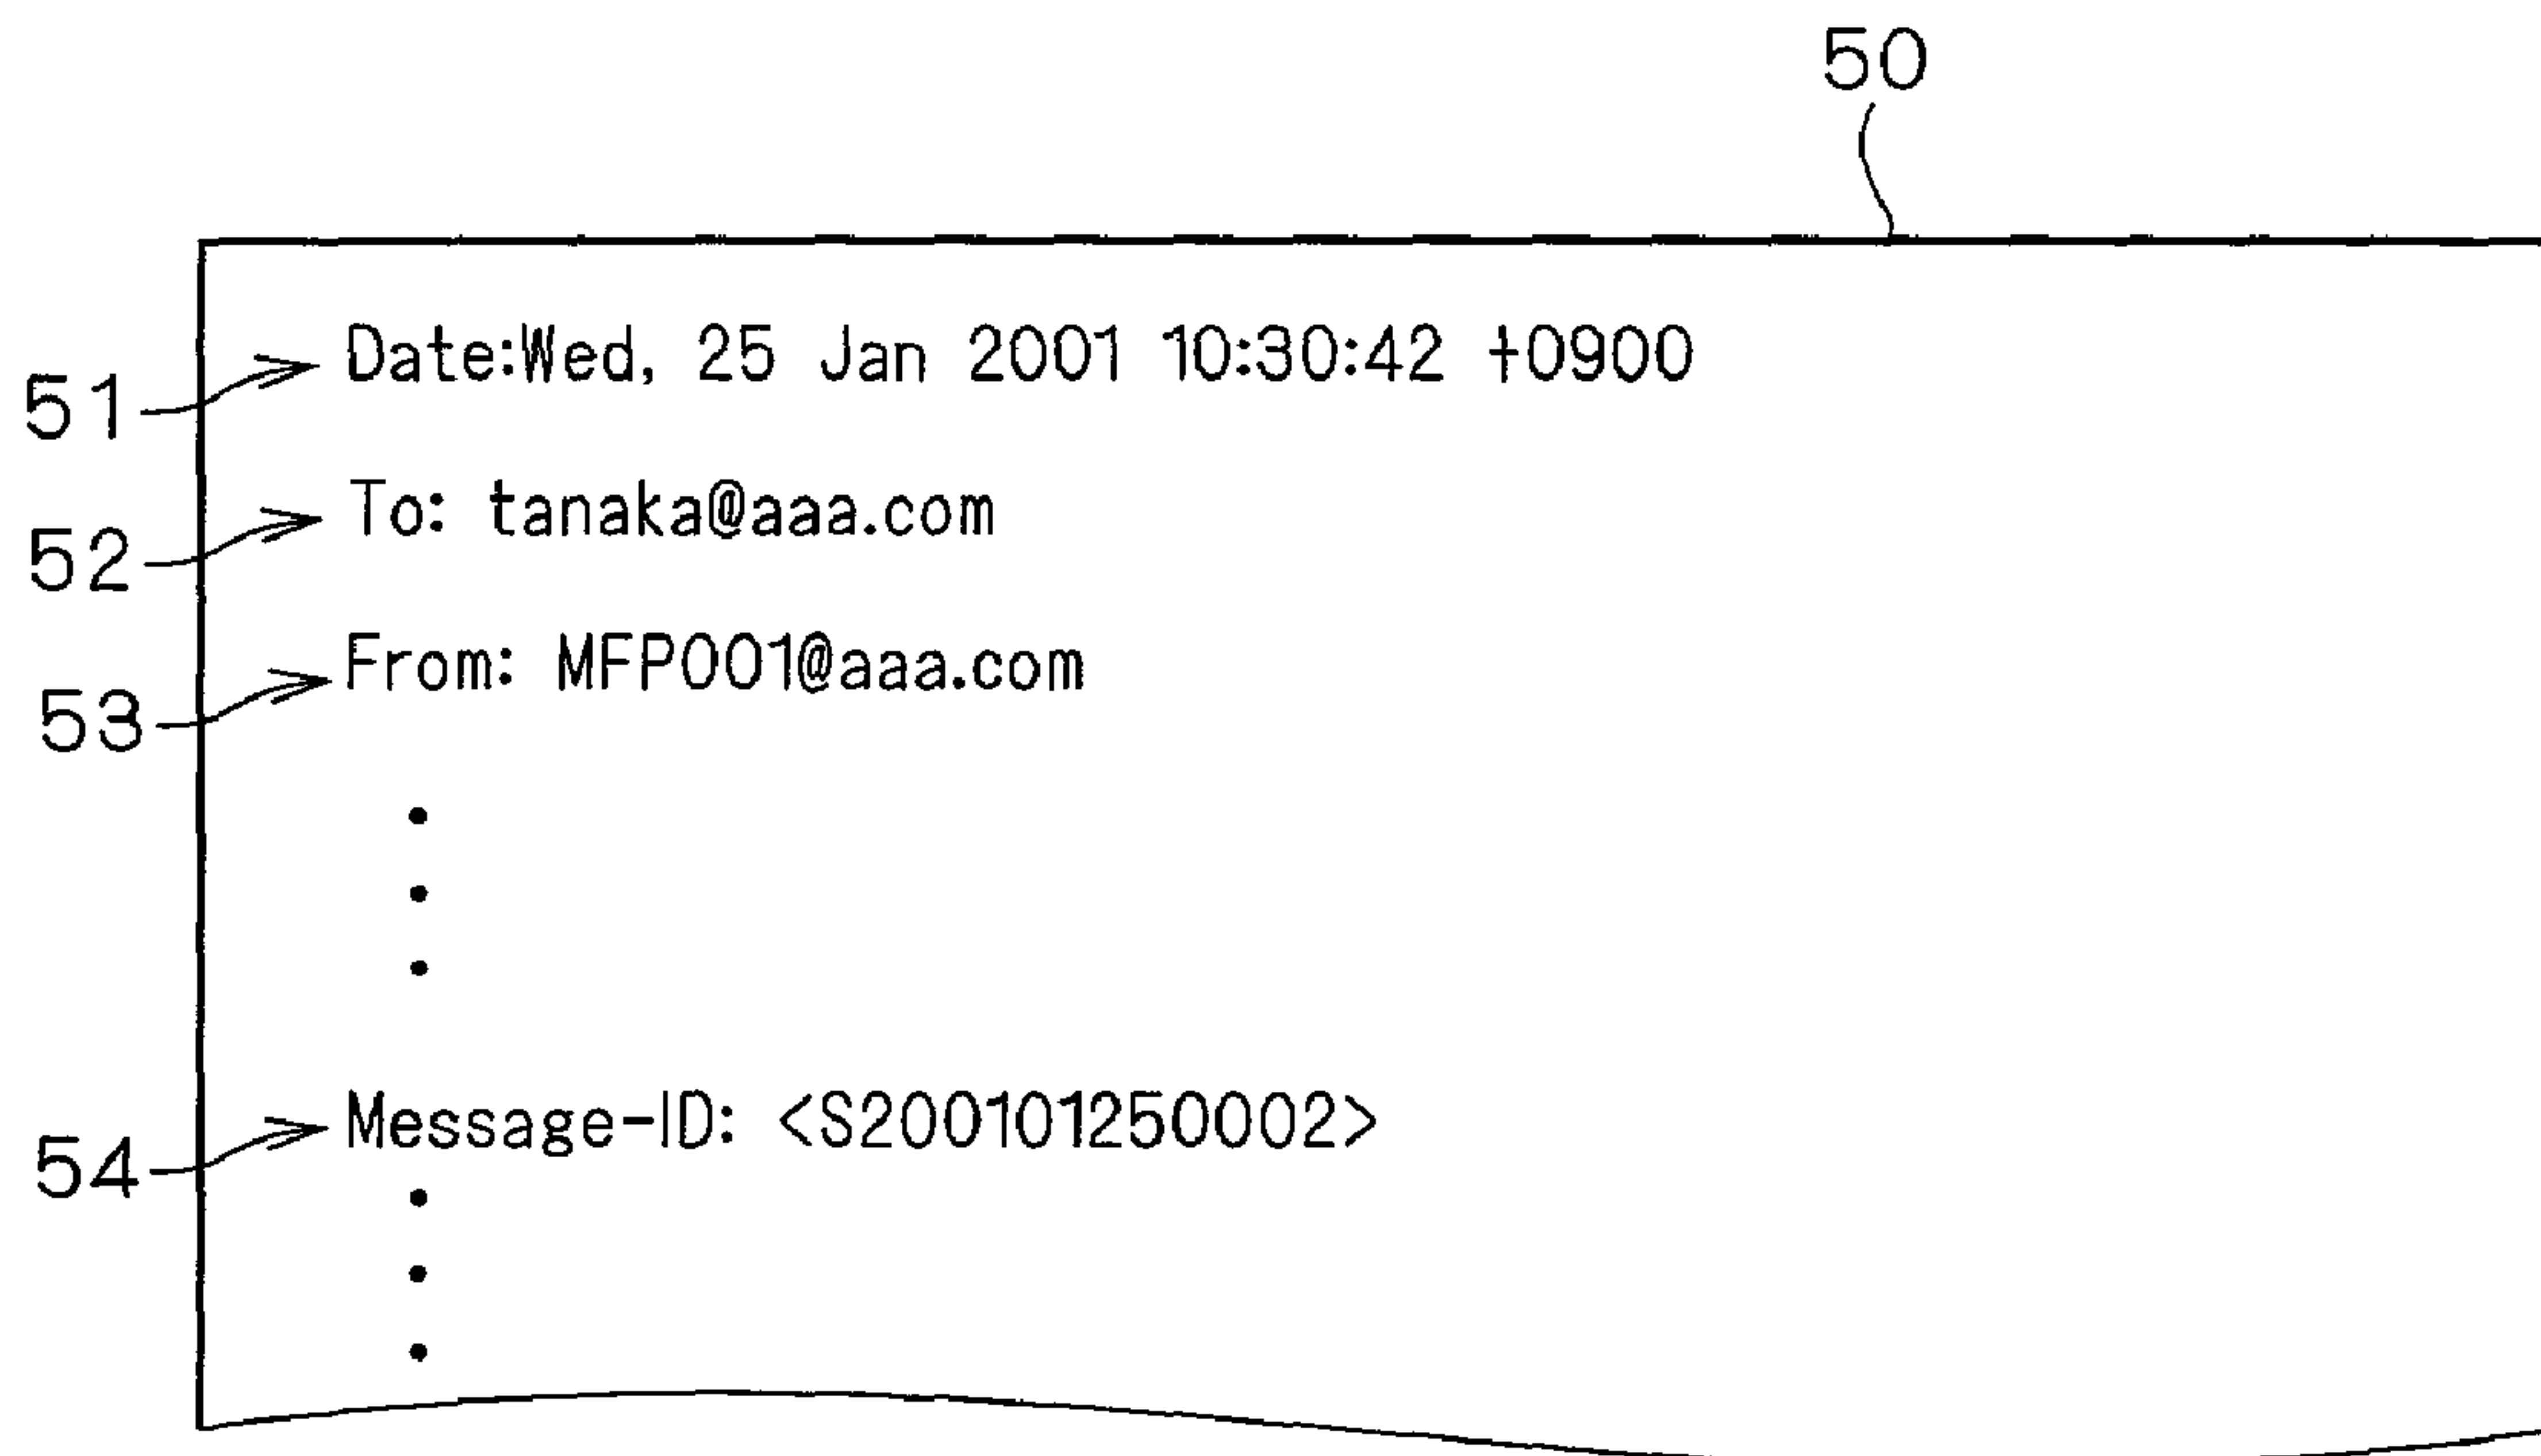 50
51 Date:Wed, 25 Jan 2001 10:30:42 +0900
52 To: tanaka@aaa.com
53 From: MFP001@aaa.com
54 Message-ID: <S200101250002>